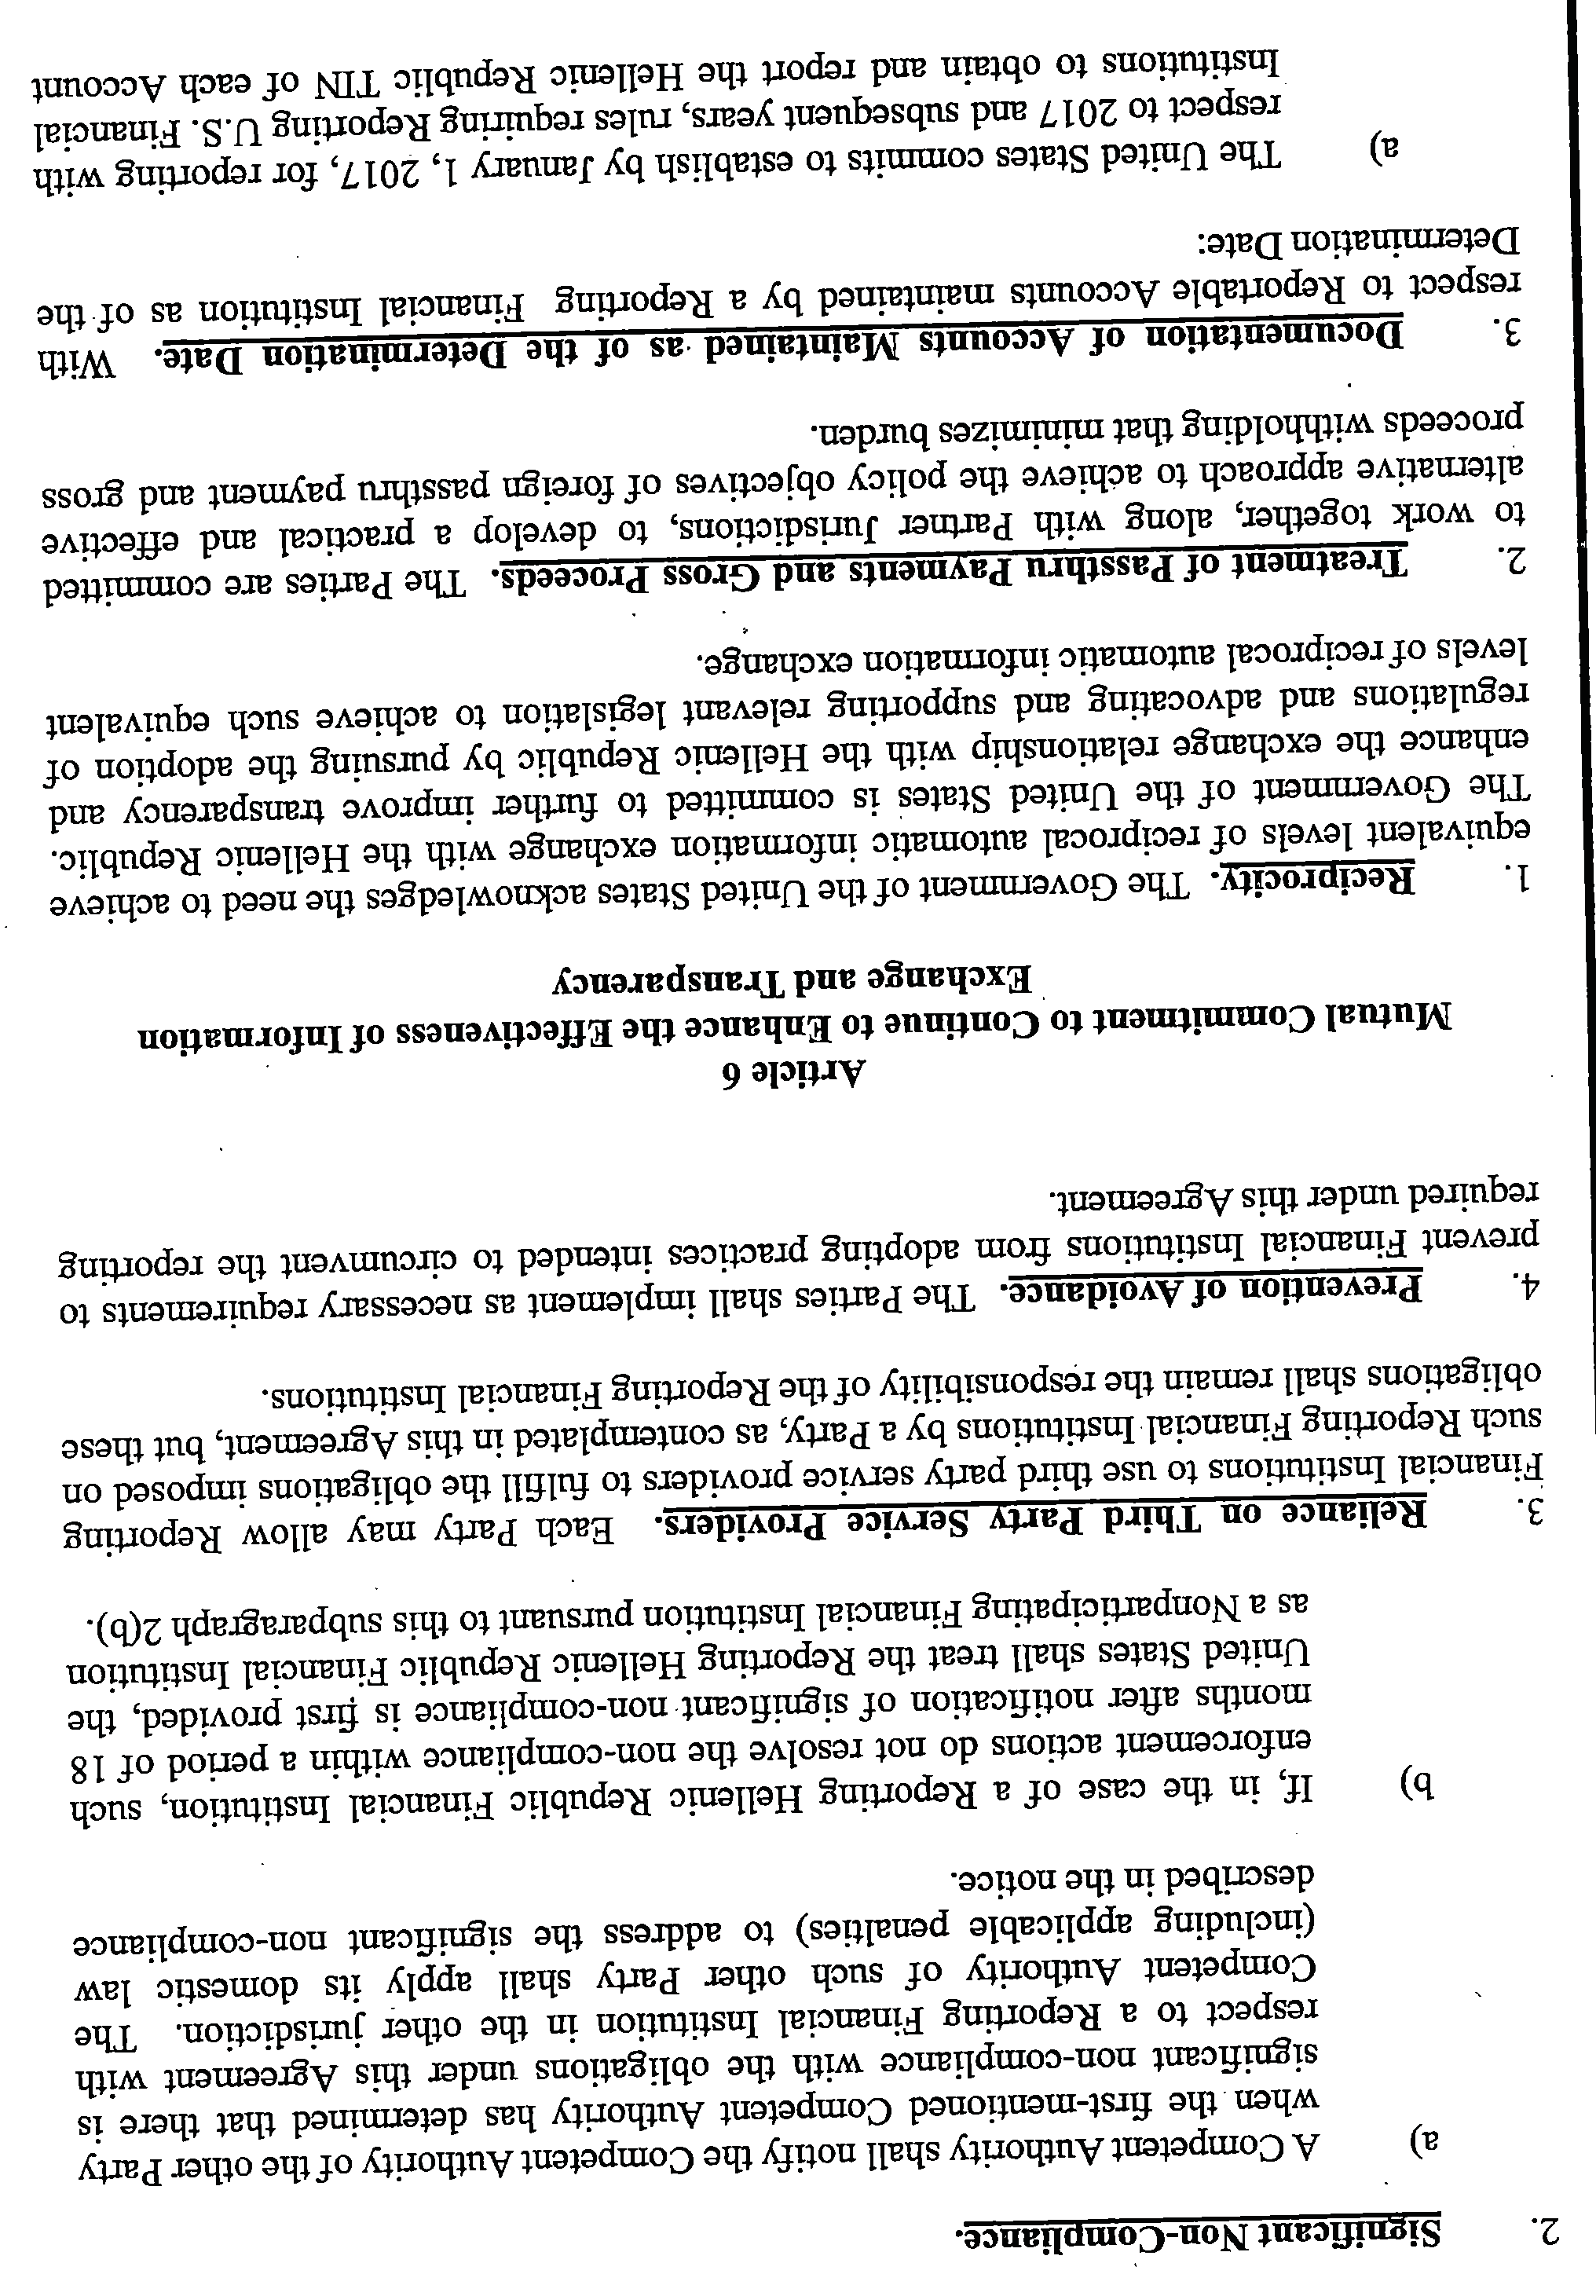 2. Significant Non-Compliance.
a) A Competent Authority shall notify the Competent Authority of the other Party
when the first-mentioned Competent Authority has determined that there is
significant non-compliance with the obligations under this Agreement with
respect to a Reporting Financial Institution in the other jurisdiction. The
Competent Authority of such other Party shall apply its domestic law
(including applicable penalties) to address the significant non-compliance
described in the notice.
b) If, in the case of a Reporting Hellenic Republic Financial Institution, such
enforcement actions do not resolve the non-compliance within a period of 18
months after notification of significant non-compliance is first provided, the
United States shall treat the Reporting Hellenic Republic Financial Institution
as a Nonparticipating Financial Institution pursuant to this subparagraph 2(b).
3. Reliance on Third Party Service Providers. Each Party may allow Reporting
Financial Institutions to use third party service providers to fulfill the obligations imposed on
such Reporting Financial Institutions by a Party, as contemplated in this Agreement, but these
obligations shall remain the responsibility of the Reporting Financial Institutions.
4. Prevention of Avoidance. The Parties shall implement as necessary requirements to
prevent Financial Institutions from adopting practices intended to circumvent the reporting
required under this Agreement.
Article 6
Mutual Commitment to Continue to Enhance the Effectiveness of Information
Exchange and Transparency
1. Reciprocity. The Government of the United States acknowledges the need to achieve
equivalent levels of reciprocal automatic information exchange with the Hellenic Republic.
The Government of the United States is committed to further improve transparency and
enhance the exchange relationship with the Hellenic Republic by pursuing the adoption of
regulations and advocating and supporting relevant legislation to achieve such equivalent
levels of reciprocal automatic information exchange.
2. Treatment of Passthru Payments and Gross Proceeds. The Parties are committed
to work together, along with Partner Jurisdictions, to develop a practical and effective
alternative approach to achieve the policy objectives of foreign passthru payment and gross
proceeds withholding that minimizes burden.
3. Documentation of Accounts Maintained as of the Determination Date. With
respect to Reportable Accounts maintained by a Reporting Financial Institution as of the
Determination Date:
a) The United States commits to establish by January 1, 2017, for reporting with
respect to 2017 and subsequent years, rules requiring Reporting U.S. Financial
Institutions to obtain and report the Hellenic Republic TIN of each Account